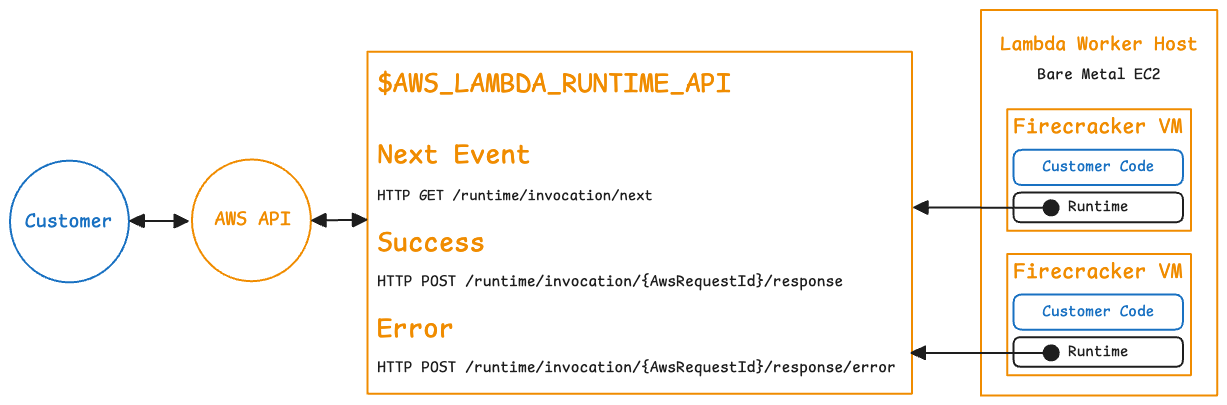 Customer
AWS API
$AWS_LAMBDA_RUNTIME_API
Next Event
HTTP GET /runtime/invocation/next
Success
HTTP POST /runtime/invocation/{AwsRequestId}/response
Error
HTTP POST /runtime/invocation/{AwsRequestId}/response/error
Lambda Worker Host
Bare Metal EC2
Firecracker VM
Customer Code
Runtime
Firecracker VM
Customer Code
Runtime